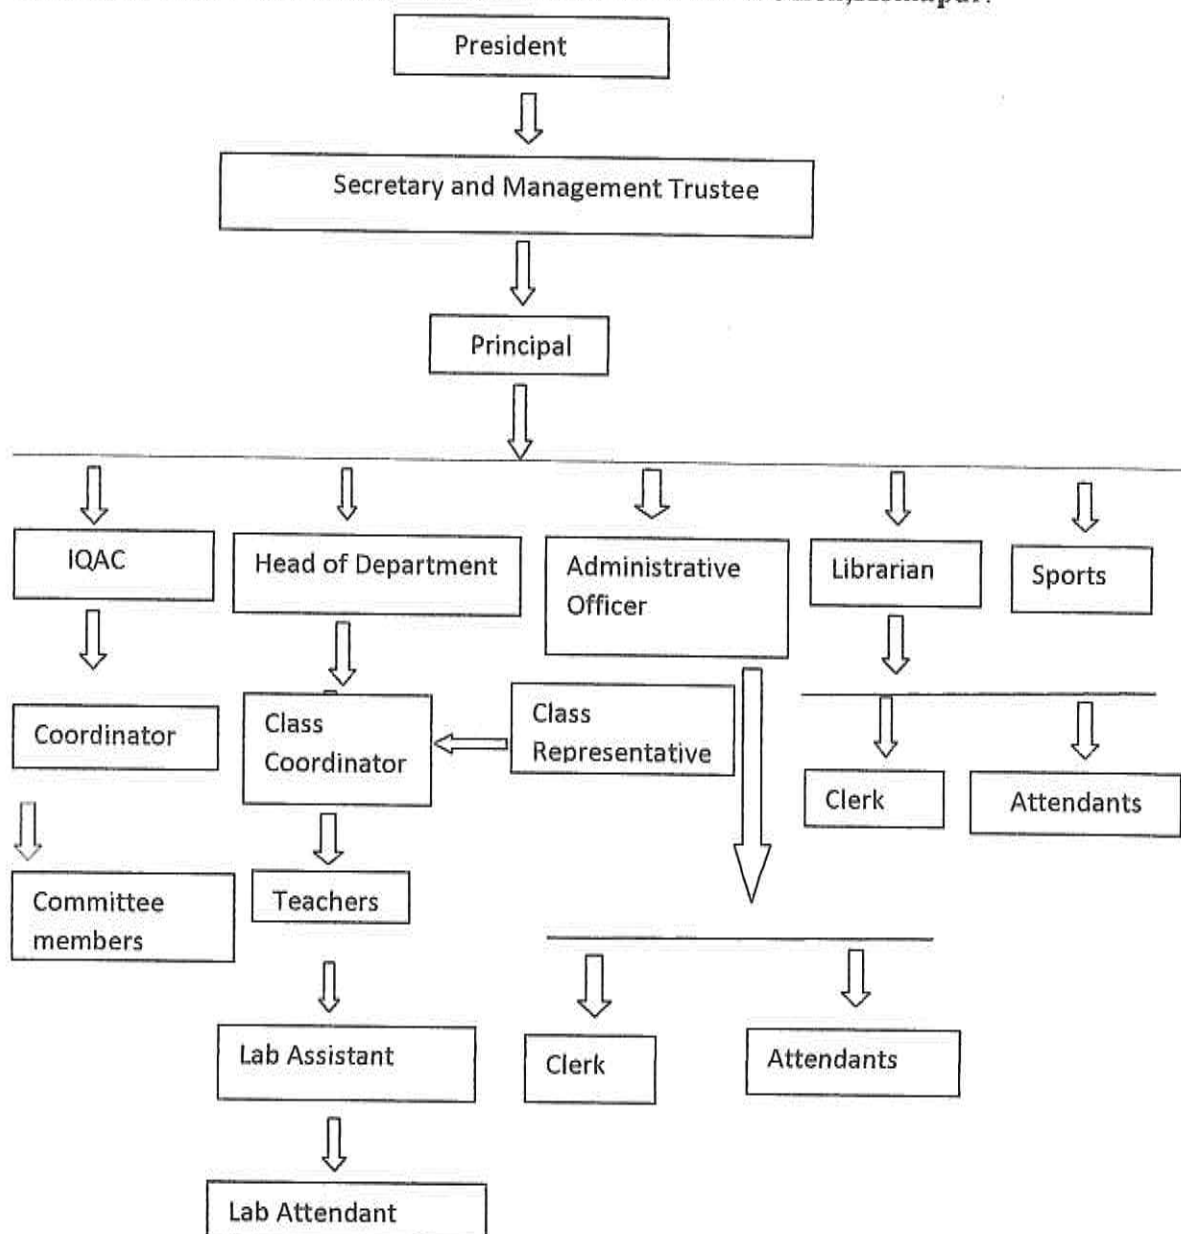 President
Secretary and Management Trustee
Principal
IQAC
Head of Department
Administrative
Officer
Librarian
Sports
Coordinator
Class
Coordinator
Class
Representative
Clerk
Attendants
Committee
members
Teachers
Lab Assistant
Clerk
Attendants
Lab Attendant